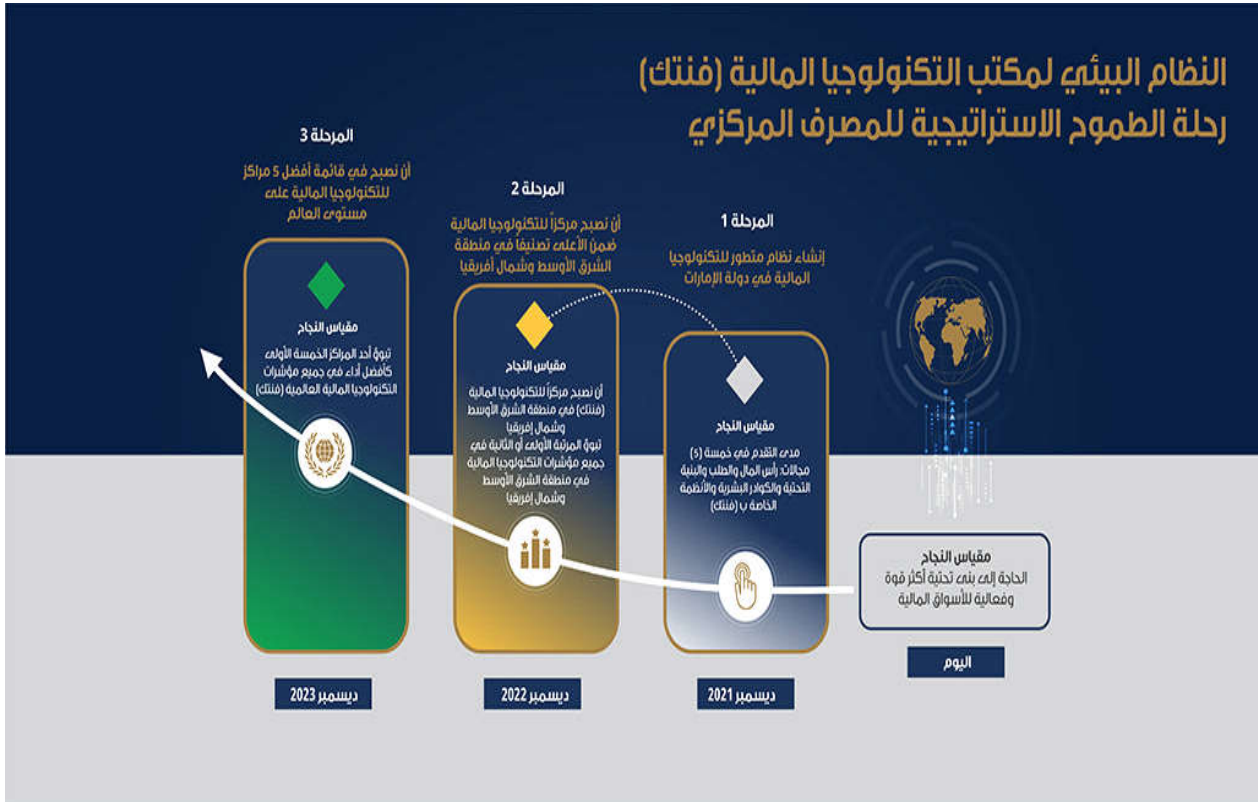 النظام البيئي لمكتب التكنولوجيا المالية (فنتك)
رحلة الطموح الاستراتيجية للمصرف المركزي
مقياس النجاح
الحاجة إلى بنى تحتية أكثر قوة
وفعالية للأسواق المالية
اليوم
المرحلة 1
إنشاء نظام متطور للتكنولوجيا
المالية في دولة الإمارات
مقياس النجاح
مدى التقدم في خمسة (5)
مجالات: رأس المال والطلب والبنية
التحتية والكوادر البشرية والأنظمة
الخاصة ب (فنتك)
ديسمبر 2021
المرحلة 2
أن نصبح مركزاً للتكنولوجيا المالية
ضمن الأعلى تصنيفاً في منطقة
الشرق الأوسط وشمال أفريقيا
مقياس النجاح
أن نصبح مركزاً للتكنولوجيا المالية
(فنتك) في منطقة الشرق الأوسط
وشمال إفريقيا
تبوؤ المرتبة الأولى أو الثانية في
جميع مؤشرات التكنولوجيا المالية
في منطقة الشرق الأوسط
وشمال إفريقيا
ديسمبر 2022
المرحلة 3
أن نصبح في قائمة أفضل 5 مراكز
للتكنولوجيا المالية على
مستوى العالم
مقياس النجاح
تبوؤ أحد المراكز الخمسة الأولى
كأفضل أداء في جميع مؤشرات
التكنولوجيا المالية العالمية (فنتك)
ديسمبر 2023